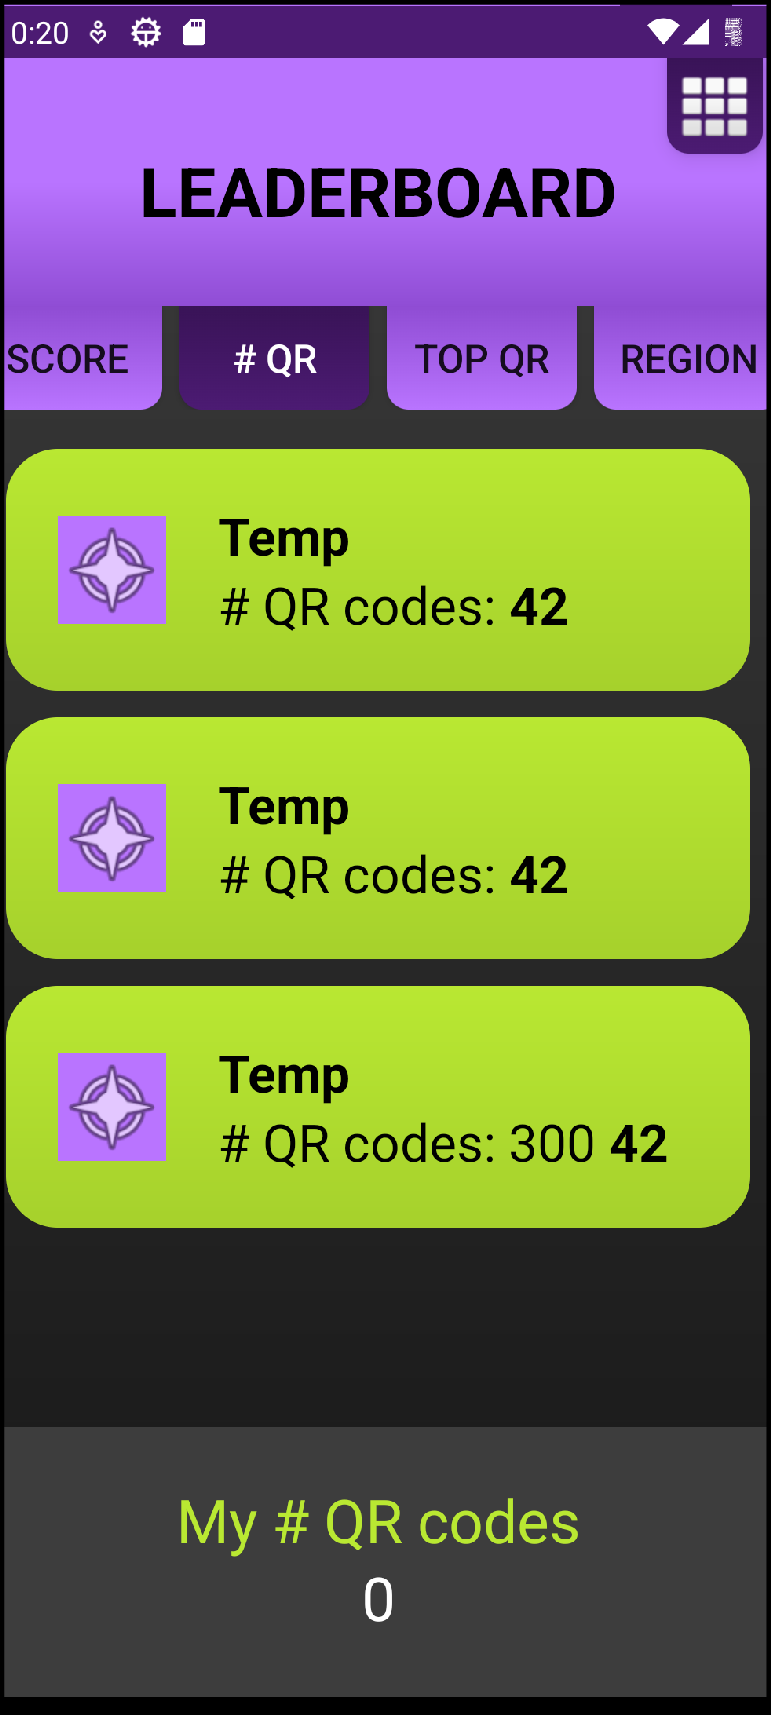 0:20
LEADERBOARD
SCORE # QR TOP QR REGION
Temp
# QR codes: 42
Temp
# QR codes: 42
Temp
# QR codes: 300 42
My # QR codes
0